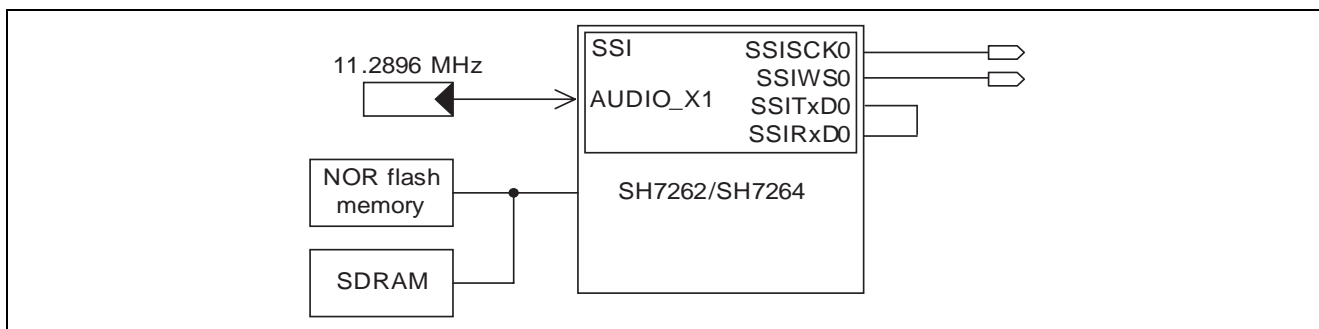 11.2896 MHz
SSI
AUDIO_X1
SSISCK0
SSIWS0
SSITxD0
SSIRxD0
NOR flash
memory
SH7262/SH7264
SDRAM